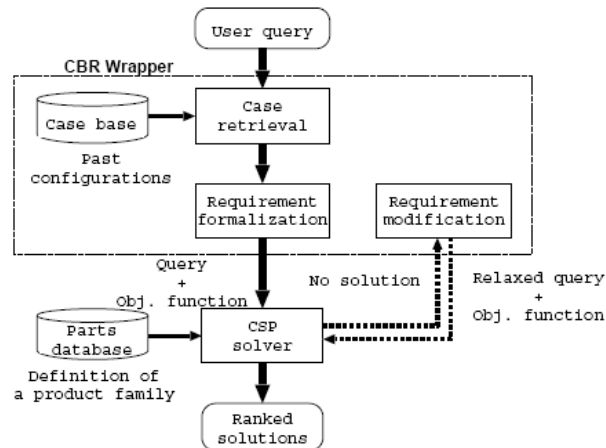 User query
CBR Wrapper
Case base
Case
retrieval
Past
configurations
Requirement
formalization
Requirement
modification
Query
+
Obj. function
No solution
Relaxed query
+
Obj. function
Parts
database
CSP
solver
Definition of
a product family
Ranked
solutions